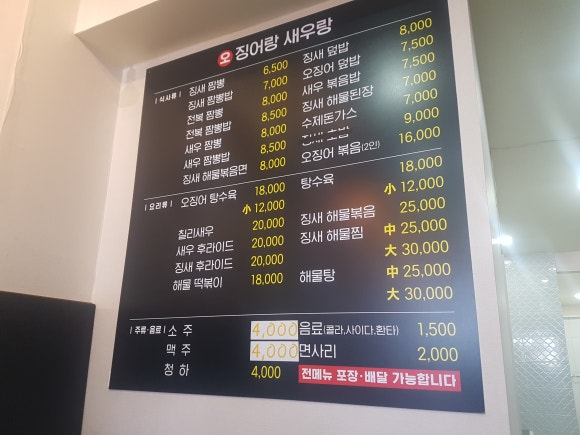 오징어랑 새우랑
| 식사류 |
징새 짬뽕 6,500
징새 짬뽕밥 7,000
전복 짬뽕 8,000
전복 짬뽕밥 8,500
새우 짬뽕 8,000
새우 짬뽕밥 8,500
징새 해물볶음면 8,000
징새 덮밥 8,000
오징어 덮밥 7,500
새우 볶음밥 7,500
징새 해물된장 7,000
수제돈가스 7,000
9,000
오징어 볶음(2인) 16,000
| 요리류 |
오징어 탕수육 18,000
小 12,000
칠리새우 20,000
새우 후라이드 20,000
징새 후라이드 20,000
해물 떡볶이 18,000
탕수육 18,000
小 12,000
징새 해물볶음 25,000
징새 해물찜 中 25,000
大 30,000
해물탕 中 25,000
大 30,000
| 주류·음료 |
소 주 4,000
맥 주 4,000
청 하 4,000
음료(콜라,사이다,환타) 1,500
면사리 2,000
전메뉴 포장·배달 가능합니다